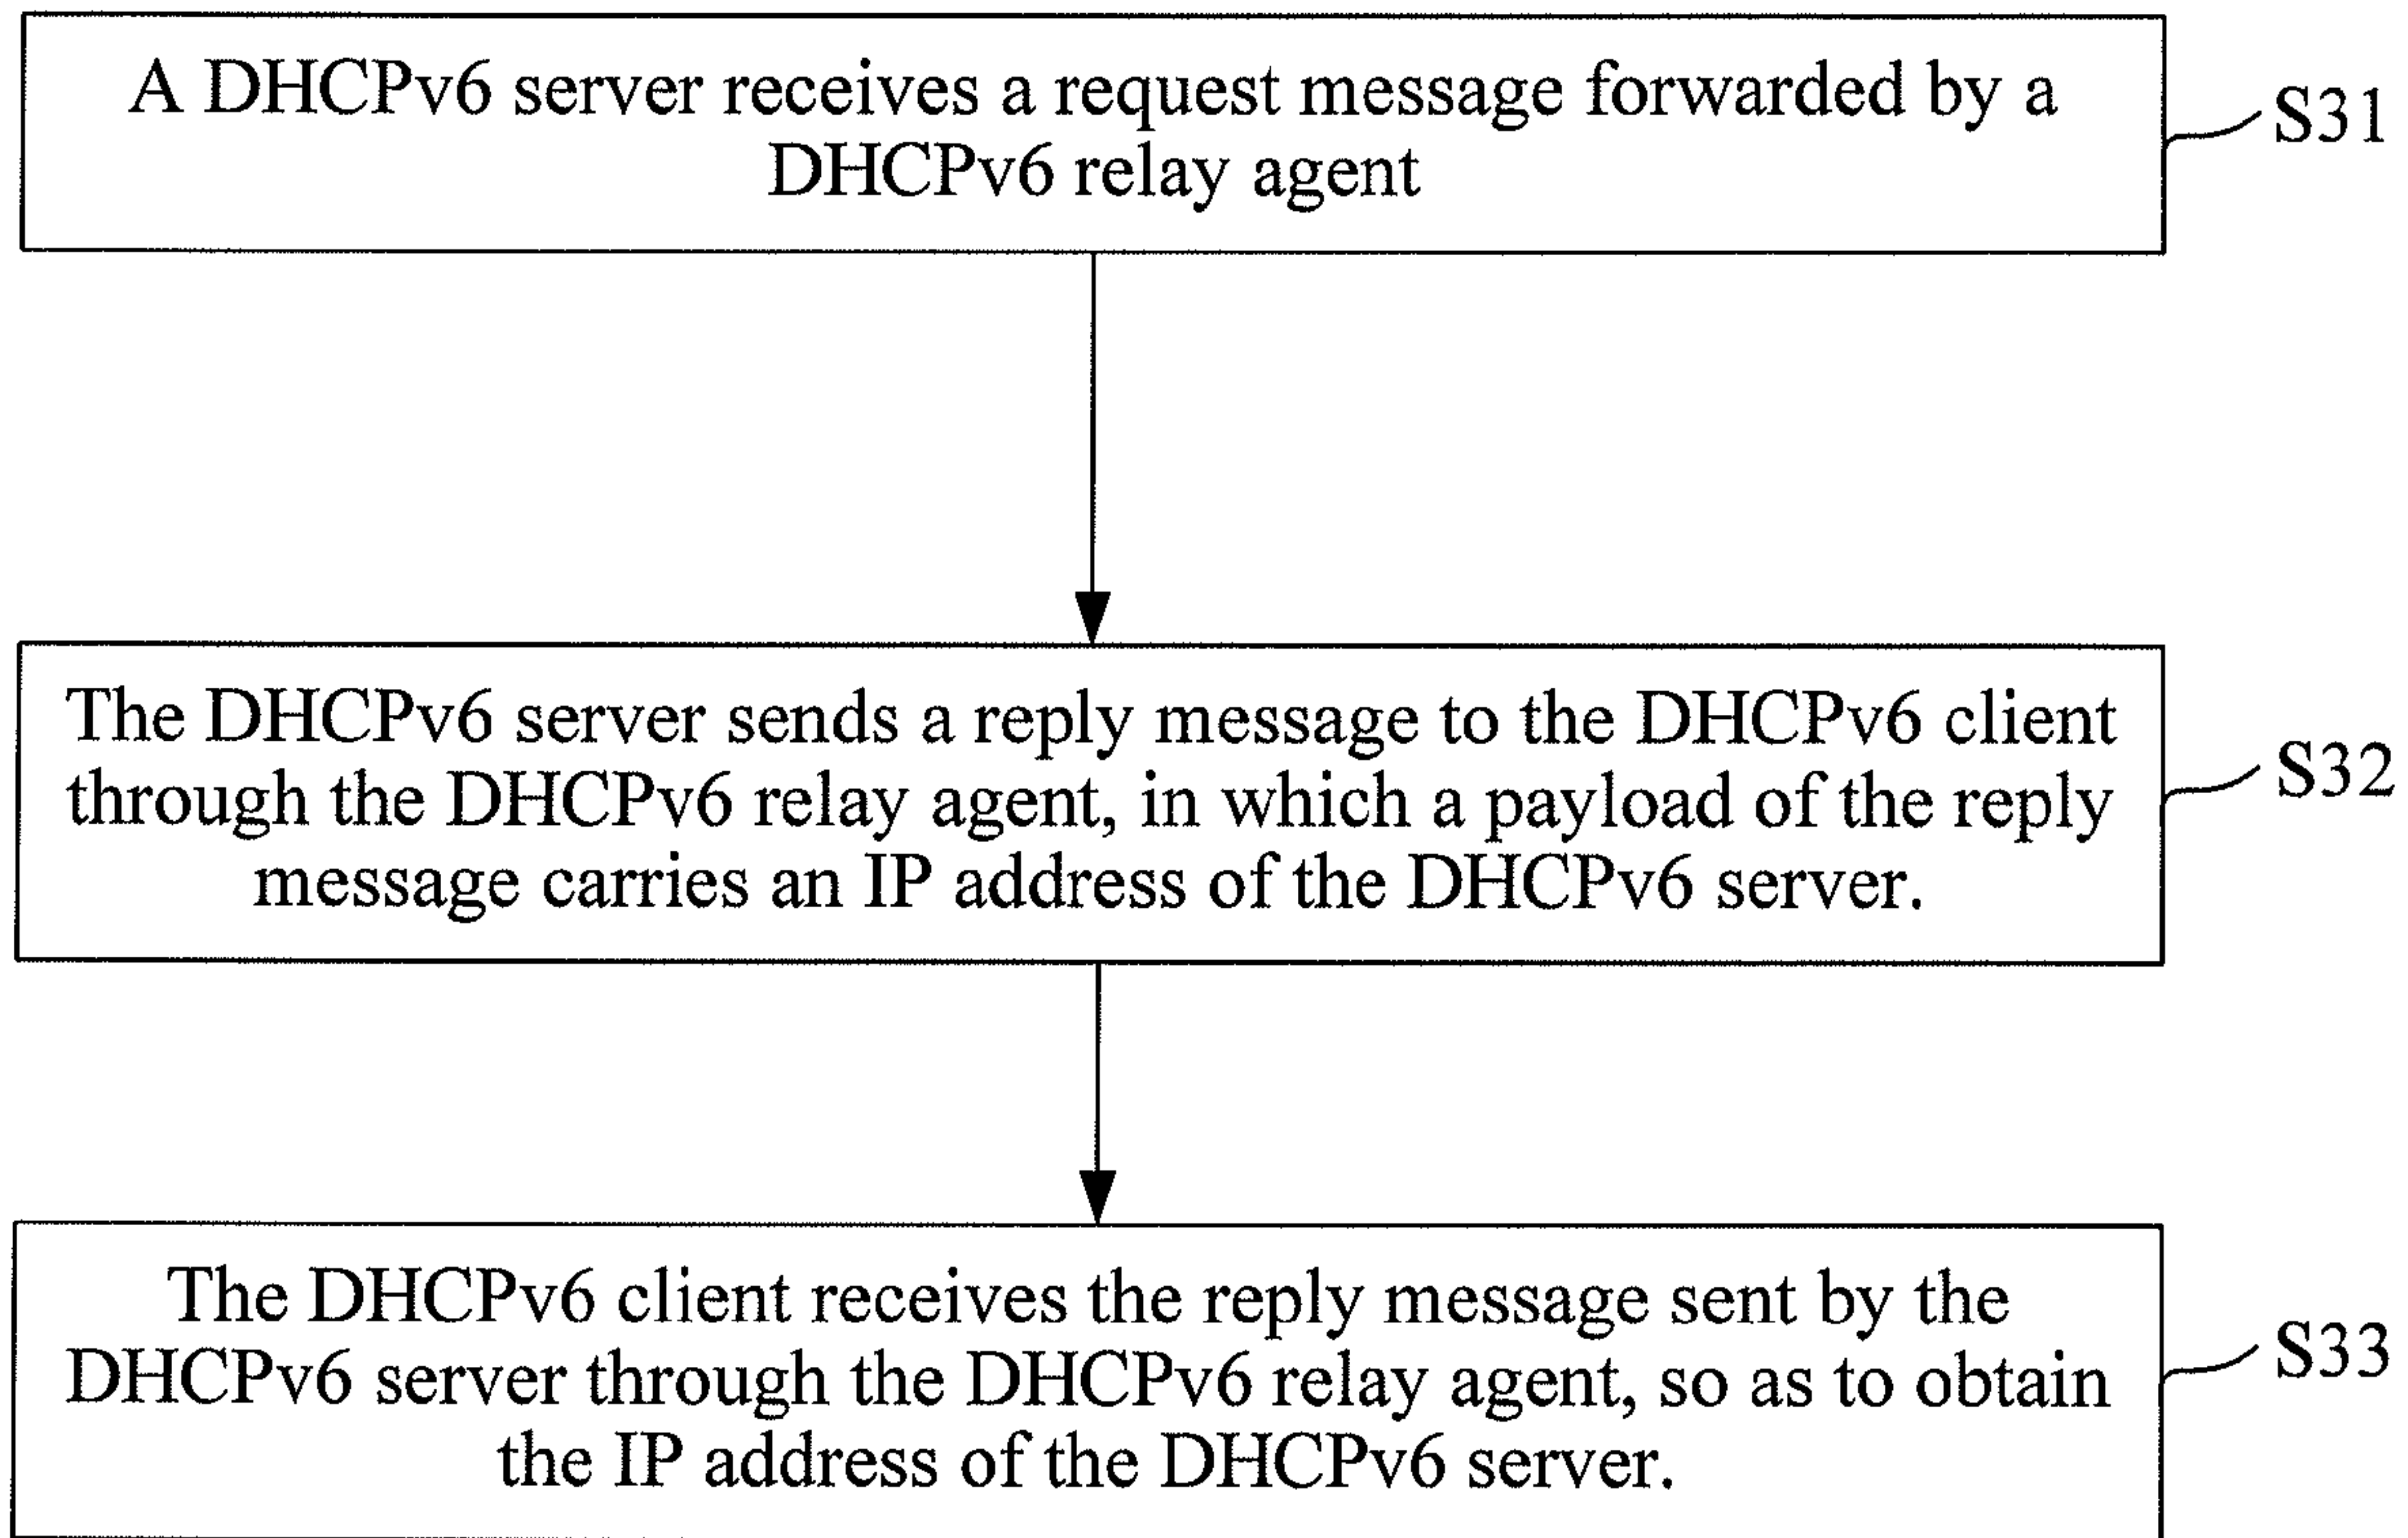 A DHCPv6 server receives a request message forwarded by a
DHCPv6 relay agent
S31
The DHCPv6 server sends a reply message to the DHCPv6 client
through the DHCPv6 relay agent, in which a payload of the reply
message carries an IP address of the DHCPv6 server.
S32
The DHCPv6 client receives the reply message sent by the
DHCPv6 server through the DHCPv6 relay agent, so as to obtain
the IP address of the DHCPv6 server.
S33